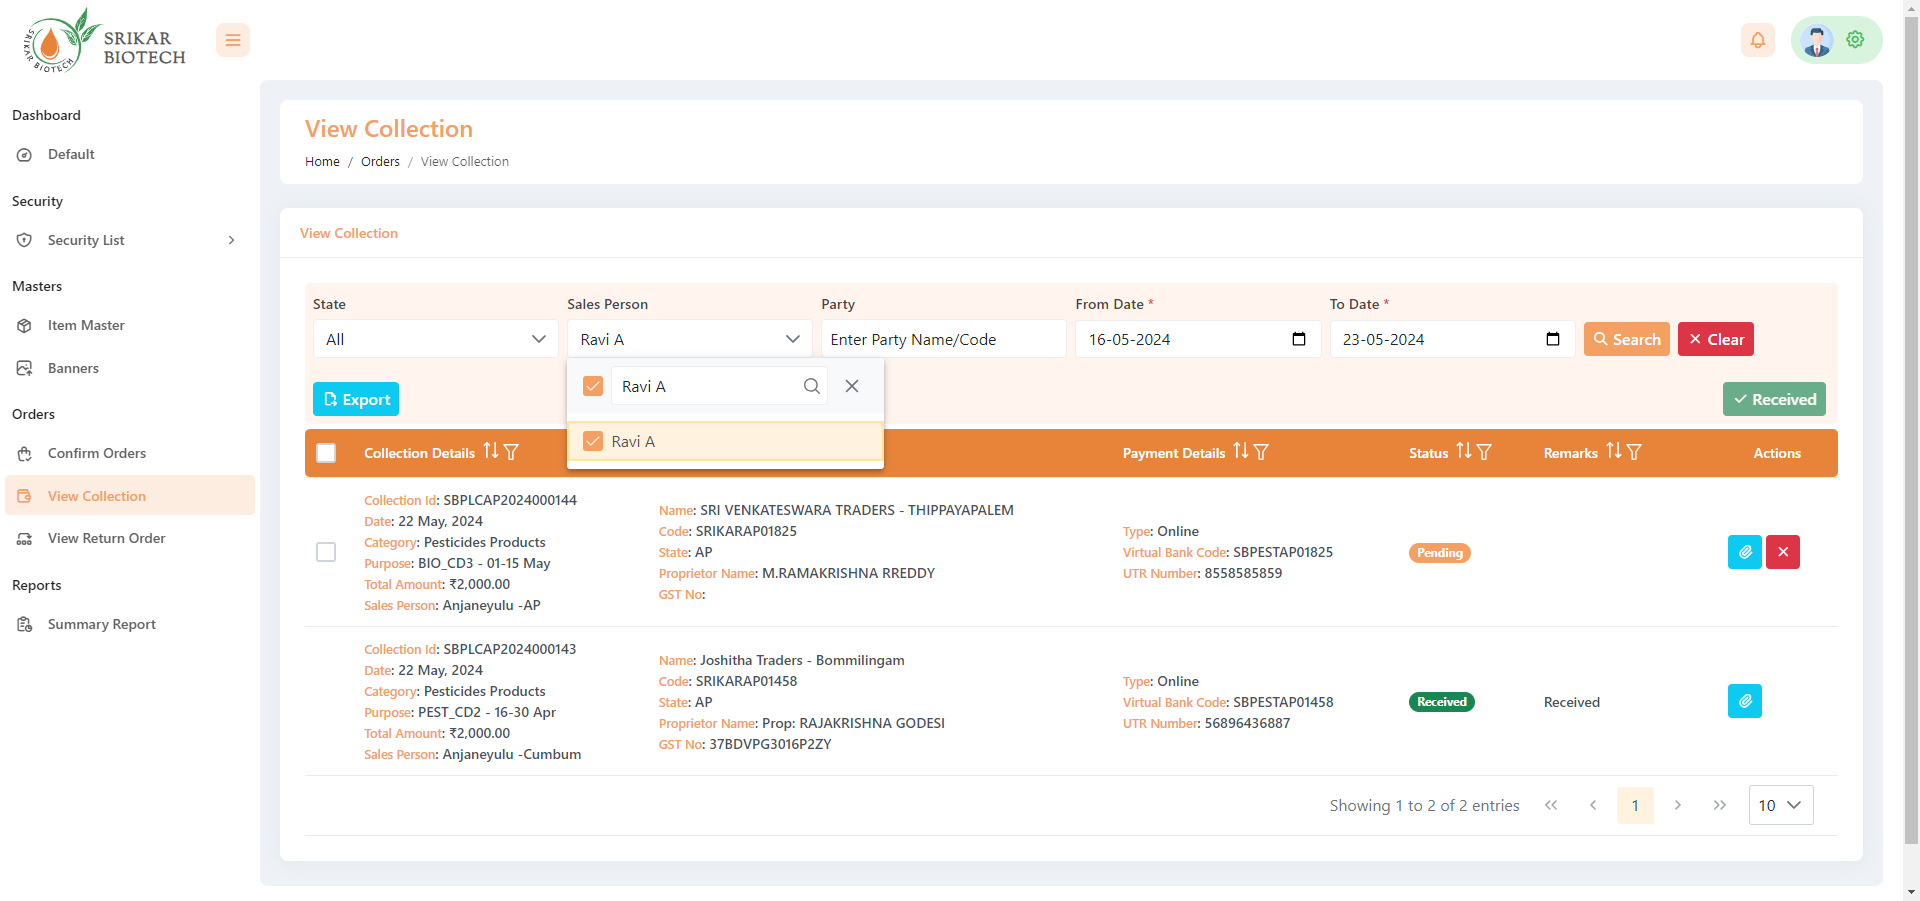 SRIKAR BIOTECH
SRIKAR
BIOTECH
Dashboard
Default
Security
Security List
Masters
Item Master
Banners
Orders
Confirm Orders
View Collection
View Return Order
Reports
Summary Report
View Collection
Home / Orders / View Collection
View Collection
State
Sales Person
Party
From Date *
To Date *
All
Ravi A
Enter Party Name/Code
16-05-2024
23-05-2024
Search
Clear
Ravi A
Ravi A
Export
Received
Collection Details
Payment Details
Status
Remarks
Actions
Collection Id: SBPLCAP2024000144
Date: 22 May, 2024
Category: Pesticides Products
Purpose: BIO_CD3 - 01-15 May
Total Amount: ₹2,000.00
Sales Person: Anjaneyulu -AP
Name: SRI VENKATESWARA TRADERS - THIPPAYAPALEM
Code: SRIKARAP01825
State: AP
Proprietor Name: M.RAMAKRISHNA RREDDY
GST No:
Type: Online
Virtual Bank Code: SBPESTAP01825
UTR Number: 8558585859
Pending
Collection Id: SBPLCAP2024000143
Date: 22 May, 2024
Category: Pesticides Products
Purpose: PEST_CD2 - 16-30 Apr
Total Amount: ₹2,000.00
Sales Person: Anjaneyulu -Cumbum
Name: Joshitha Traders - Bommilingam
Code: SRIKARAP01458
State: AP
Proprietor Name: Prop: RAJAKRISHNA GODESI
GST No: 37BDVPG3016P2ZY
Type: Online
Virtual Bank Code: SBPESTAP01458
UTR Number: 56896436887
Received
Received
Showing 1 to 2 of 2 entries
1
10